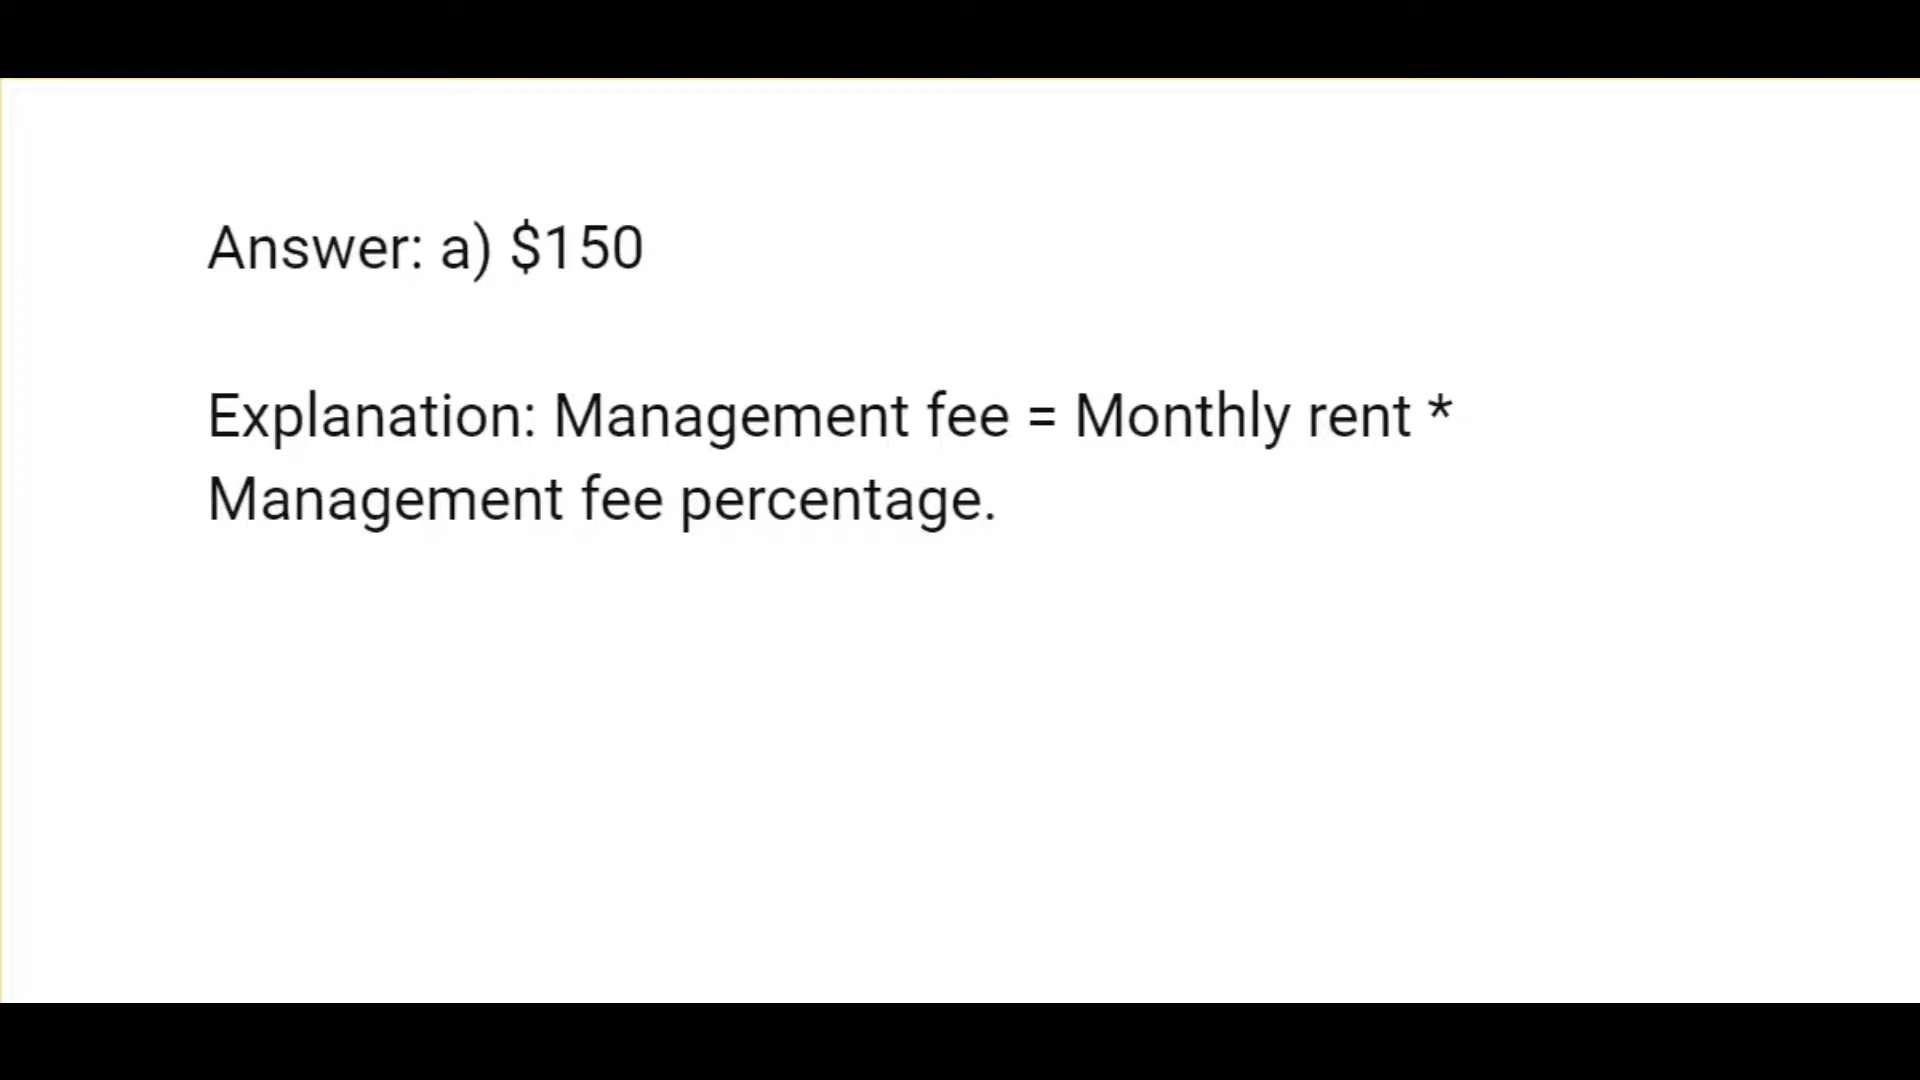 Answer: a) $150
Explanation: Management fee = Monthly rent *
Management fee percentage.